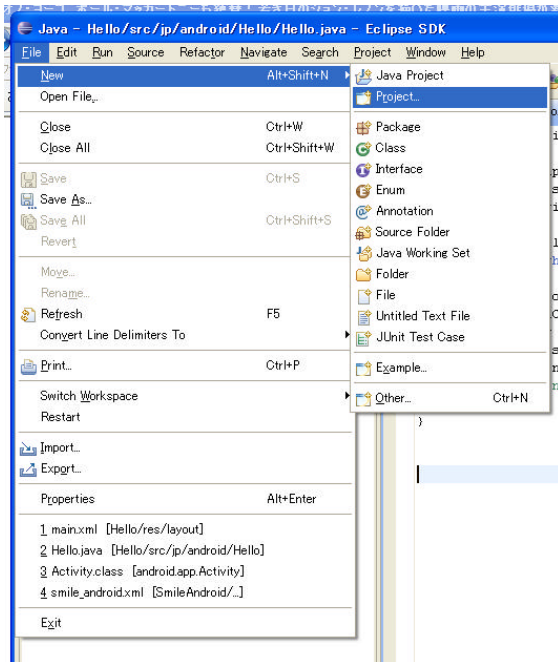 Java - Hello/src/jp/android/Hello/Hello.java - Eclipse SDK
File Edit Run Source Refactor Navigate Search Project Window Help
New Alt+Shift+N
Open File...
Close Ctrl+W
Close All Ctrl+Shift+W
Save Ctrl+S
Save As...
Save All Ctrl+Shift+S
Revert
Move...
Rename...
Refresh F5
Convert Line Delimiters To
Print... Ctrl+P
Switch Workspace
Restart
Import...
Export...
Properties Alt+Enter
1 main.xml [Hello/res/layout]
2 Hello.java [Hello/src/jp/android/Hello]
3 Activity.class [android.app.Activity]
4 smile_android.xml [SmileAndroid/...]
Exit
Java Project
Project...
Package
Class
Interface
Enum
Annotation
Source Folder
Java Working Set
Folder
File
Untitled Text File
JUnit Test Case
Example...
Other... Ctrl+N
}